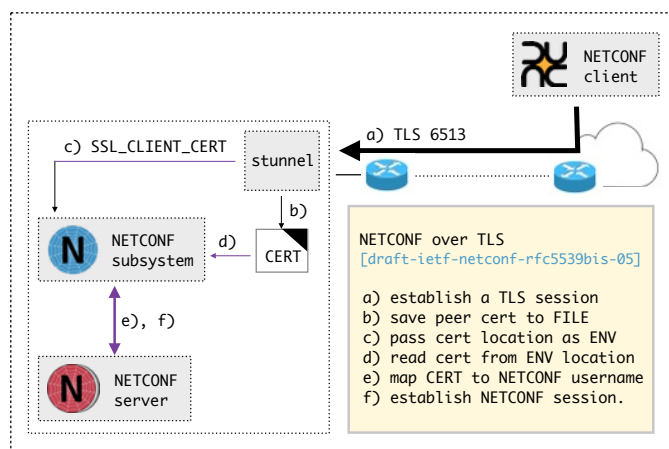 NETCONF
client
a) TLS 6513
c) SSL_CLIENT_CERT
stunnel
b)
NETCONF
subsystem
d)
CERT
e), f)
NETCONF
server
NETCONF over TLS
[draft-ietf-netconf-rfc5539bis-05]
a) establish a TLS session
b) save peer cert to FILE
c) pass cert location as ENV
d) read cert from ENV location
e) map CERT to NETCONF username
f) establish NETCONF session.
N
N